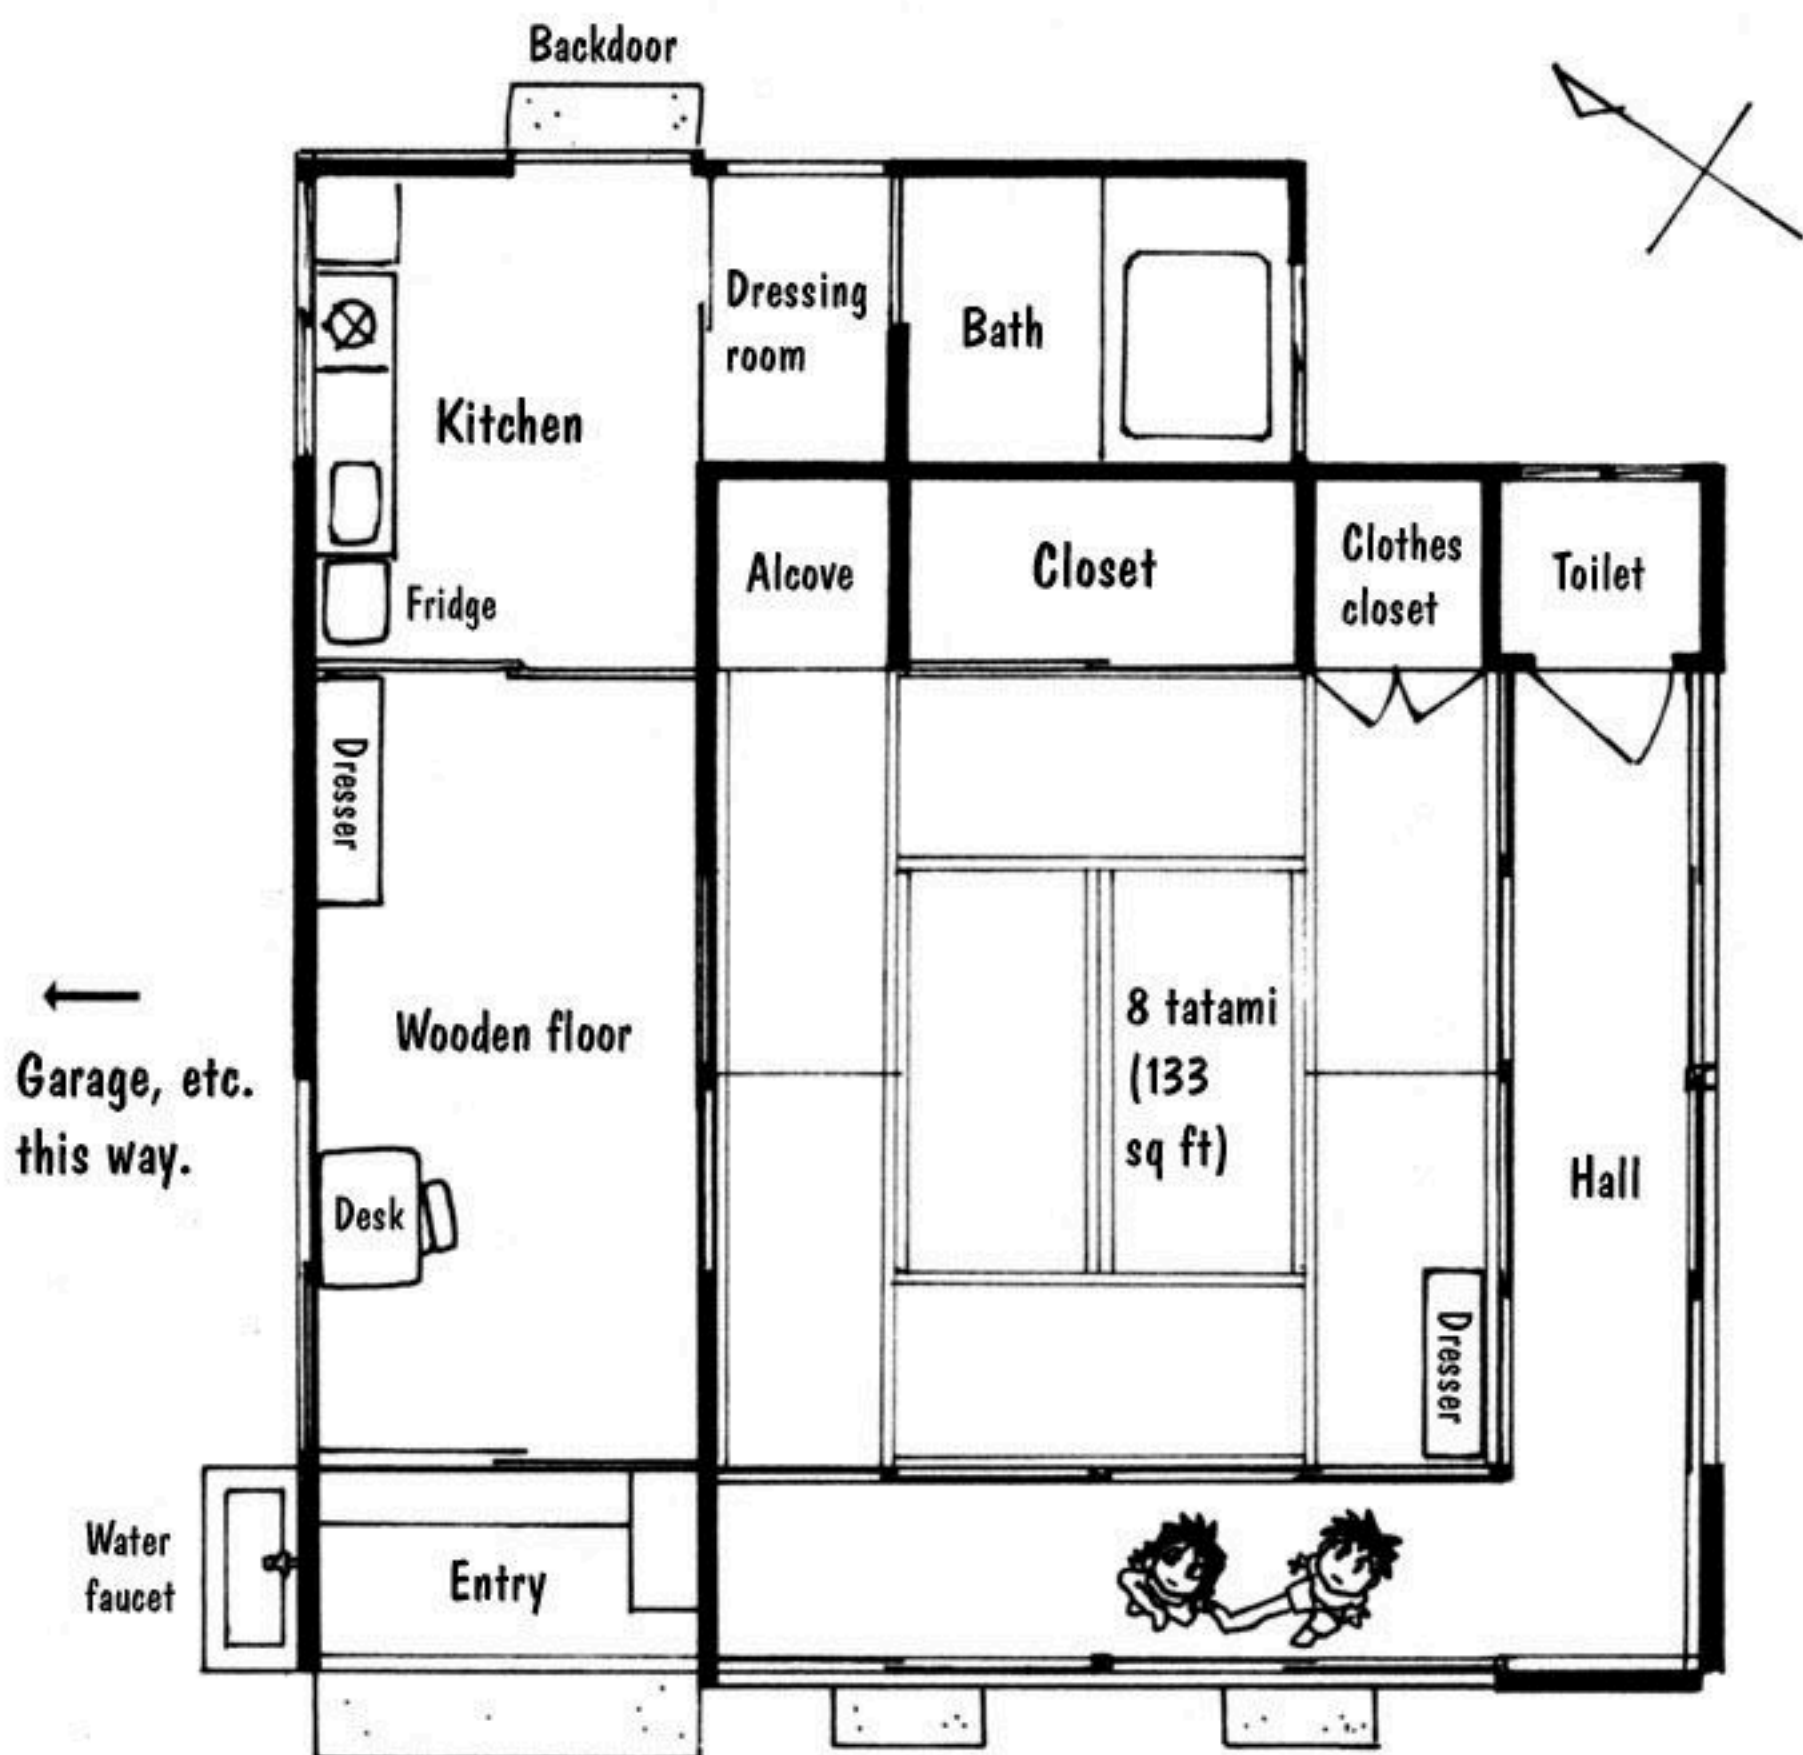 Backdoor
Dressing
room
Bath
Kitchen
Fridge
Alcove
Closet
Clothes
closet
Toilet
Dresser
Wooden floor
8 tatami
(133
sq ft)
Garage, etc.
this way.
Desk
Hall
Dresser
Water
faucet
Entry